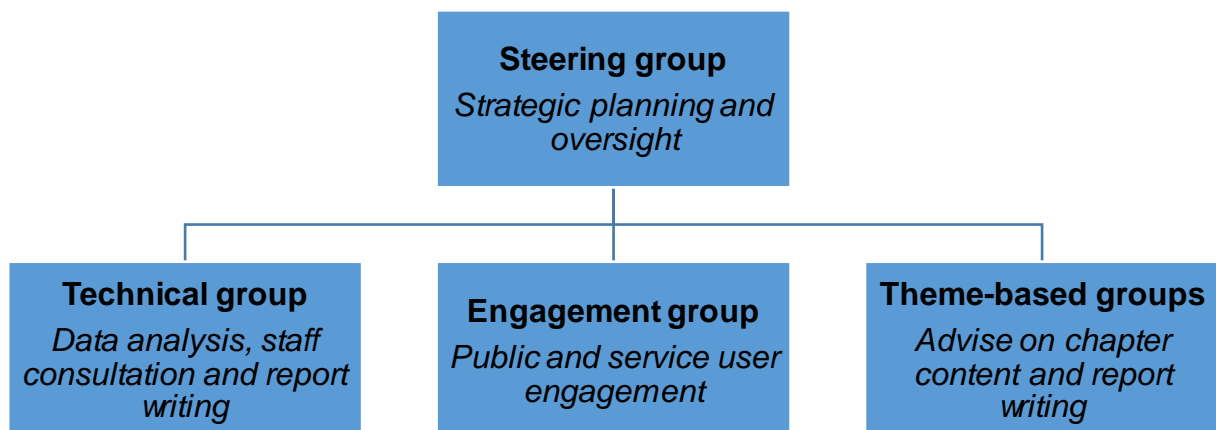 Steering group
Strategic planning and
oversight
Technical group
Data analysis, staff
consultation and report
writing
Engagement group
Public and service user
engagement
Theme-based groups
Advise on chapter
content and report
writing